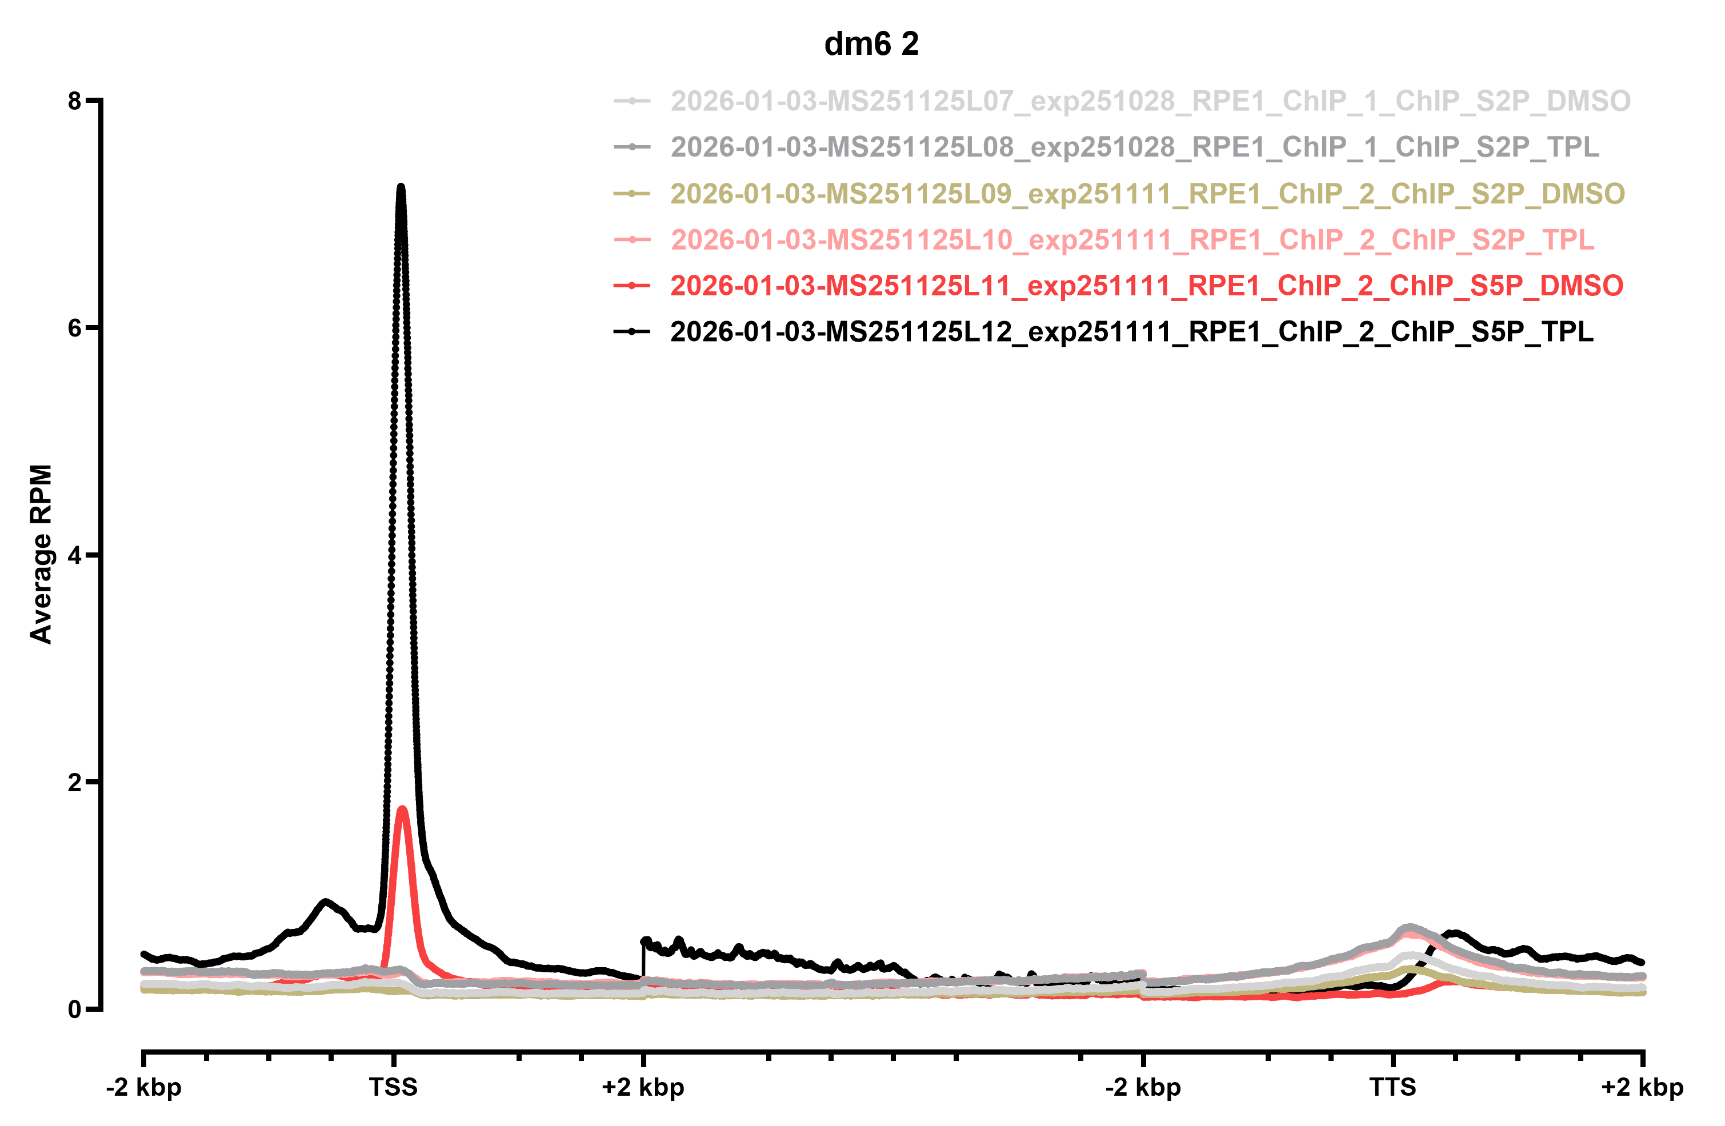 dm6 2
2026-01-03-MS251125L07_exp251028_RPE1_ChIP_1_ChIP_S2P_DMSO
2026-01-03-MS251125L08_exp251028_RPE1_ChIP_1_ChIP_S2P_TPL
2026-01-03-MS251125L09_exp251111_RPE1_ChIP_2_ChIP_S2P_DMSO
2026-01-03-MS251125L10_exp251111_RPE1_ChIP_2_ChIP_S2P_TPL
2026-01-03-MS251125L11_exp251111_RPE1_ChIP_2_ChIP_S5P_DMSO
2026-01-03-MS251125L12_exp251111_RPE1_ChIP_2_ChIP_S5P_TPL
Average RPM
8
6
4
2
0
-2 kbp TSS +2 kbp -2 kbp TTS +2 kbp